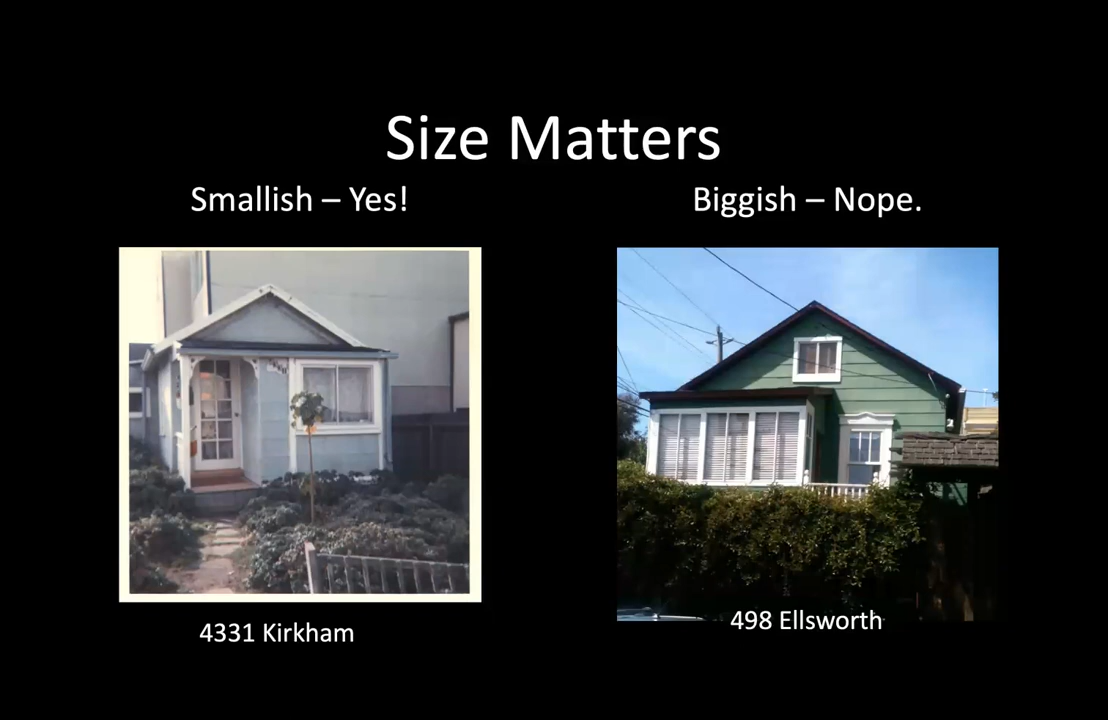 Size Matters
Smallish – Yes!
Biggish – Nope.
4331 Kirkham
498 Ellsworth